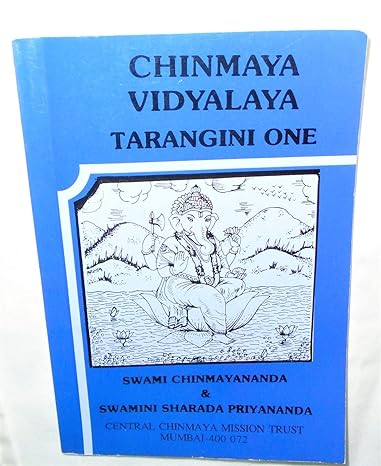 CHINMAYA
VIDYALAYA
TARANGINI ONE
SWAMI CHINMAYANANDA
&
SWAMINI SHARADA PRIYANANDA
CENTRAL CHINMAYA MISSION TRUST
MUMBAI-400 072